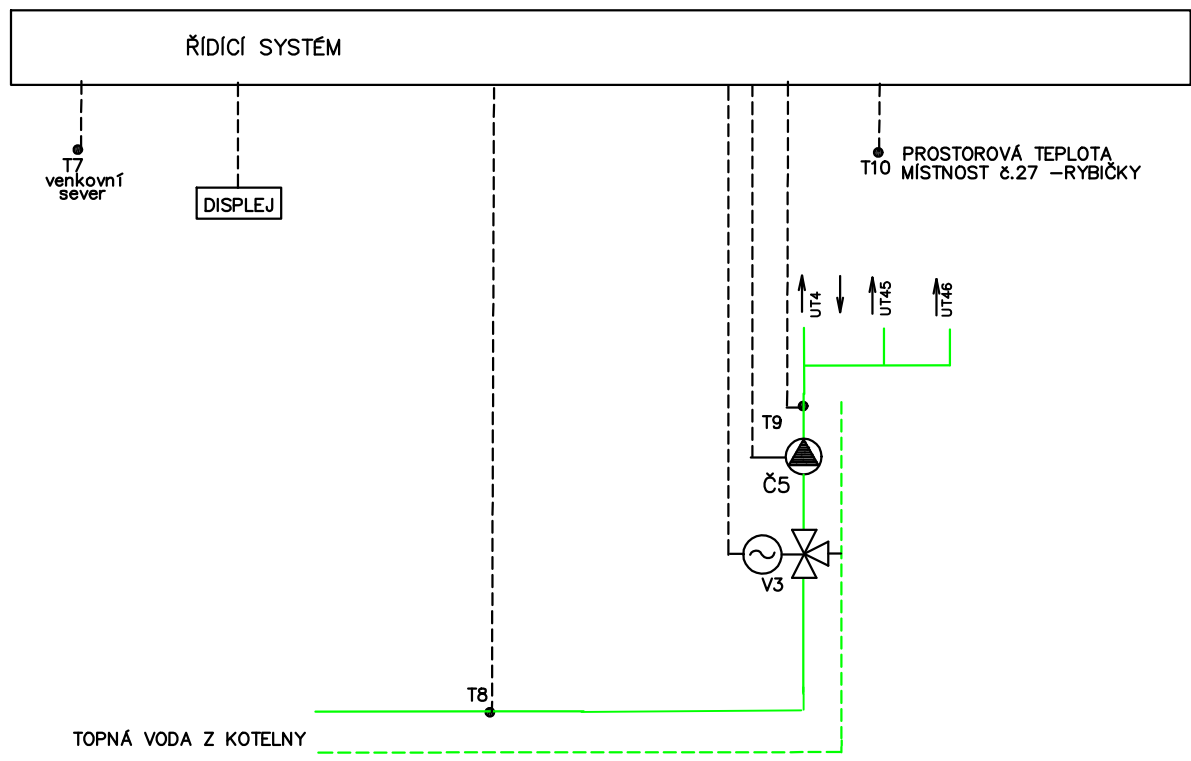 ŘÍDÍCÍ SYSTÉM
T7
venkovní
sever
DISPLEJ
T10
PROSTOROVÁ TEPLOTA
MÍSTNOST č.27 –RYBIČKY
UT4
UT45
UT46
T9
Č5
V3
T8
TOPNÁ VODA Z KOTELNY